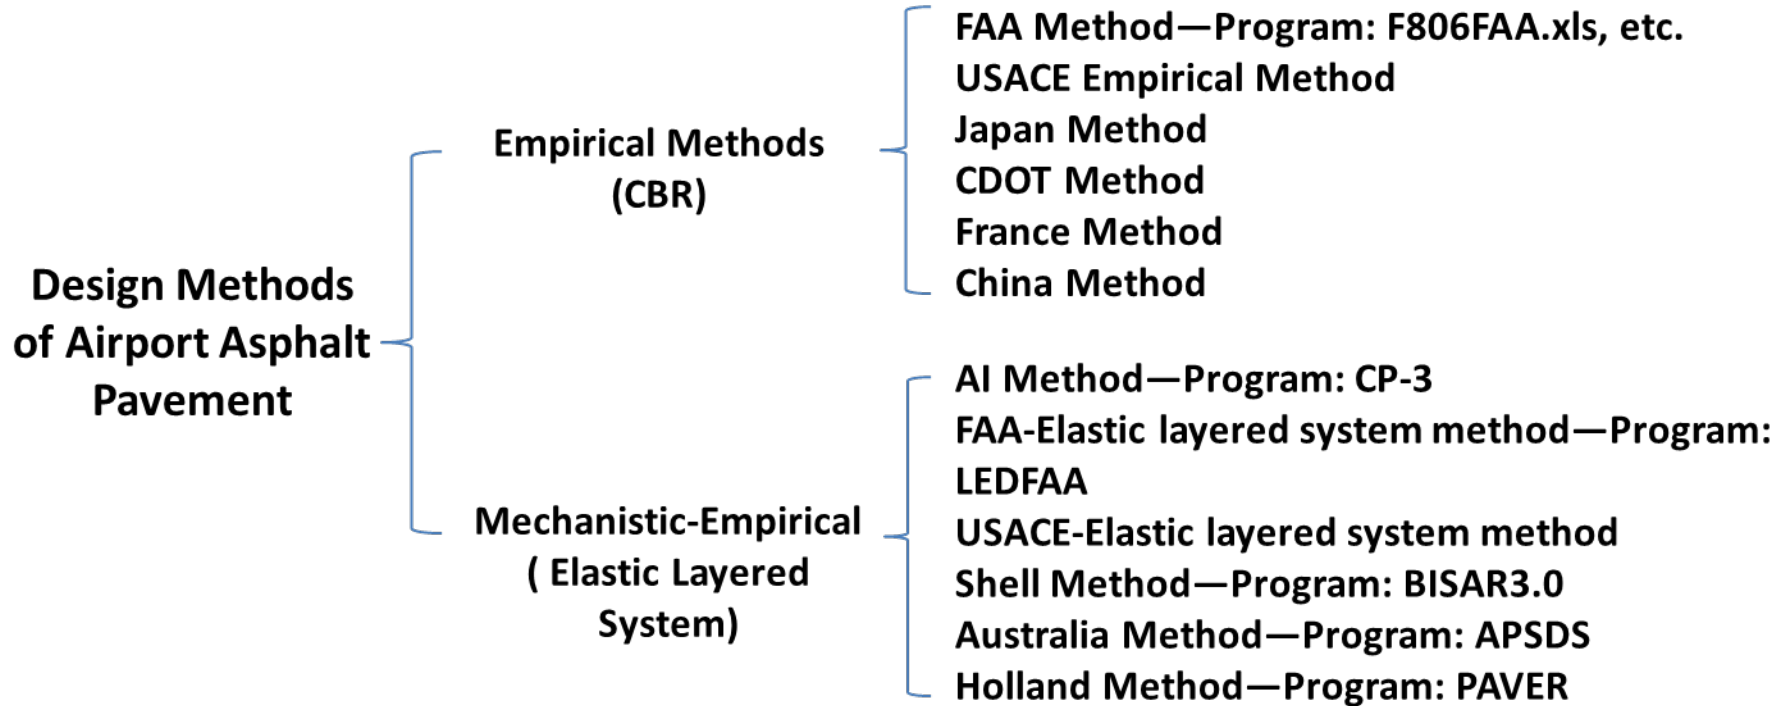 Design Methods
of Airport Asphalt
Pavement
Empirical Methods
(CBR)
FAA Method—Program: F806FAA.xls, etc.
USACE Empirical Method
Japan Method
CDOT Method
France Method
China Method
Mechanistic-Empirical
( Elastic Layered
System)
AI Method—Program: CP-3
FAA-Elastic layered system method—Program:
LEDFAA
USACE-Elastic layered system method
Shell Method—Program: BISAR3.0
Australia Method—Program: APSDS
Holland Method—Program: PAVER